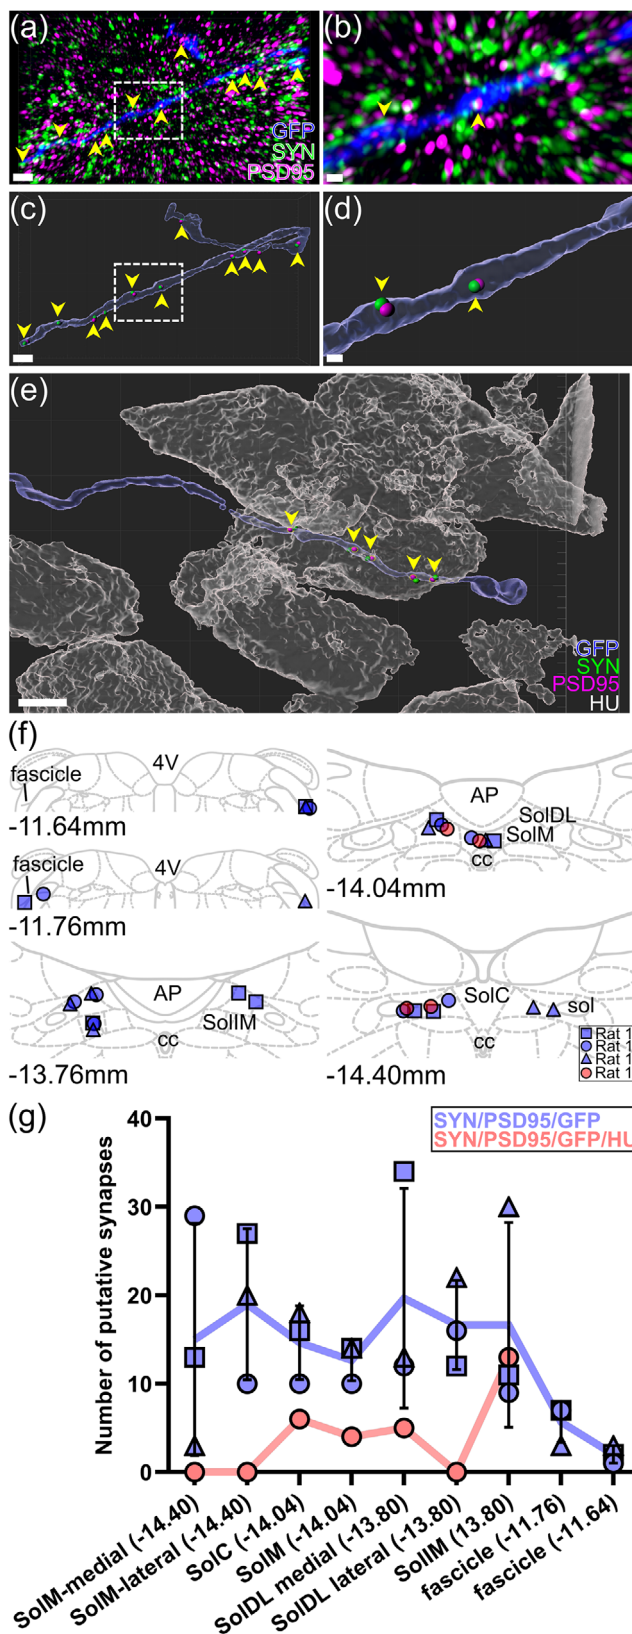 (a)
(b)
GFP
SYN
PSD95
(c)
(d)
(e)
GFP
SYN
PSD95
HU
(f)
fascicle
4V
-11.64mm
fascicle
4V
-11.76mm
AP
SolIM
cc
-13.76mm
AP
SolDL
SolM
cc
-14.04mm
SolC
sol
cc
-14.40mm
Rat 1
Rat 1
Rat 1
Rat 1
(g)
SYN/PSD95/GFP
SYN/PSD95/GFP/HU
Number of putative synapses
40
30
20
10
0
SolM-medial (-14.40)
SolM-lateral (-14.40)
SolC (-14.04)
SolM (-14.04)
SolDL medial (-13.80)
SolDL lateral (-13.80)
SolIM (13.80)
fascicle (-11.76)
fascicle (-11.64)